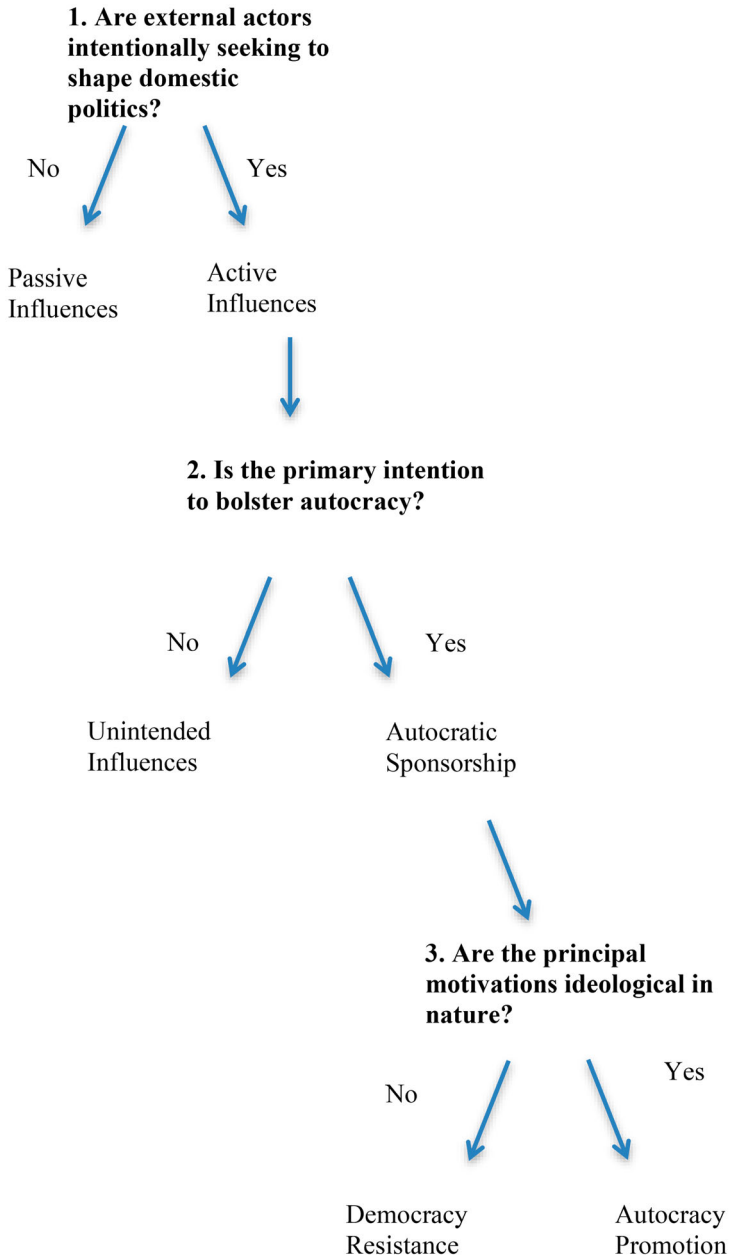 1. Are external actors
intentionally seeking to
shape domestic
politics?
No
Yes
Passive
Influences
Active
Influences
2. Is the primary intention
to bolster autocracy?
No
Yes
Unintended
Influences
Autocratic
Sponsorship
3. Are the principal
motivations ideological in
nature?
No
Yes
Democracy
Resistance
Autocracy
Promotion